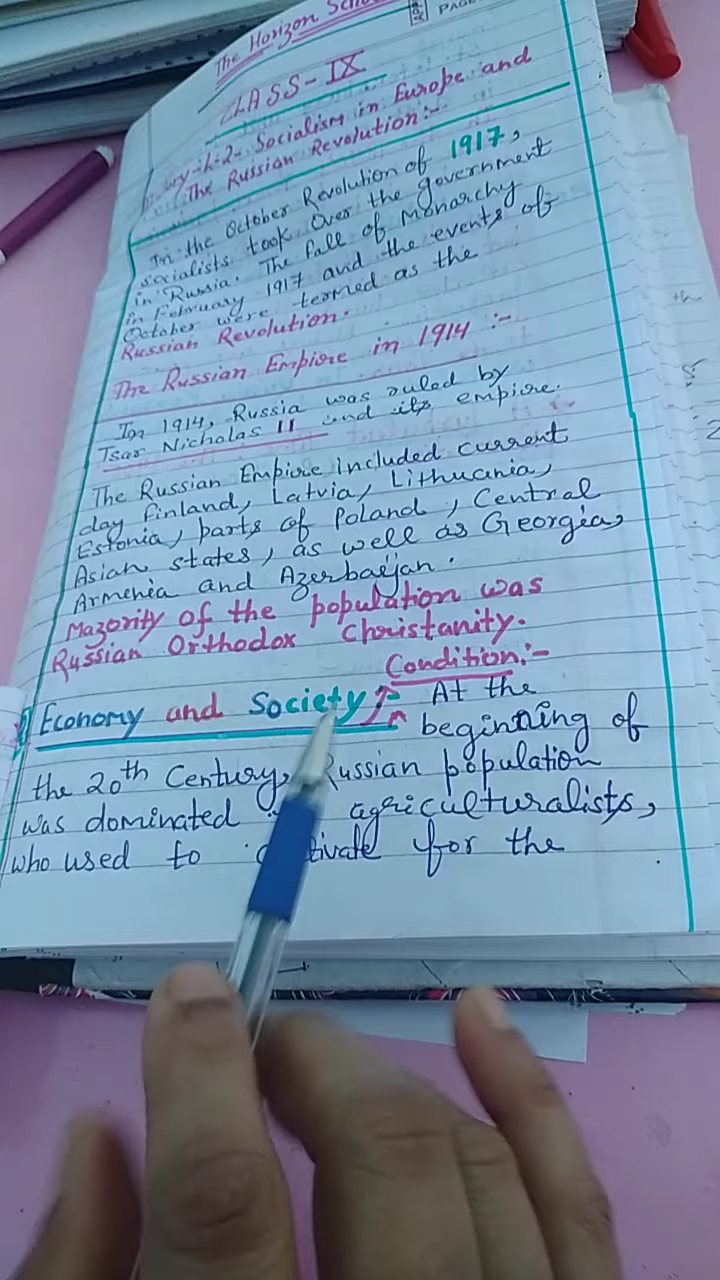 The Horizon
PAGE
CLASS-IX
L-2- Socialism in Europe and
The Russian Revolution:-
In the October Revolution of 1917,
socialists took over the government
in Russia. The fall of monarchy
in February 1917 and the events of
October were termed as the
Russian Revolution.
The Russian Empire in 1914 :-
In 1914, Russia was ruled by
Tsar Nicholas II and its empire.
The Russian Empire included current
day Finland, Latvia, Lithuania,
Estonia, parts of Poland, Central
Asian states, as well as Georgia,
Armenia and Azerbaijan.
Mazority of the population was
Russian Orthodox Christanity.
Condition:-
Economy and Society:- At the
beginning of
the 20th Century, Russian population
was dominated agriculturalists,
who used to for the